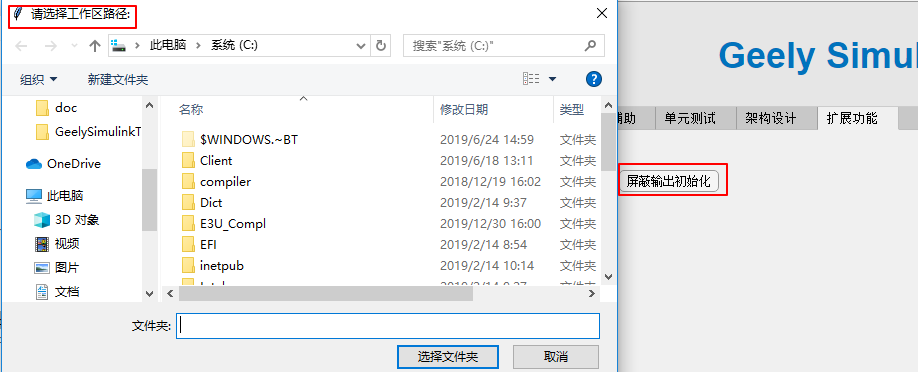 请选择工作区路径:
此电脑 系统 (C:)
搜索"系统 (C:)"
组织 新建文件夹
doc
GeelySimulinkT
OneDrive
此电脑
3D 对象
视频
图片
文档
名称 修改日期 类型
$WINDOWS.~BT 2019/6/24 14:59 文件夹
Client 2019/6/18 13:11 文件夹
compiler 2018/12/19 16:02 文件夹
Dict 2019/2/14 9:37 文件夹
E3U_Compl 2019/12/30 16:00 文件夹
EFI 2019/2/14 8:54 文件夹
inetpub 2019/2/14 10:14 文件夹
文件夹:
选择文件夹 取消
Geely Simul
辅助 单元测试 架构设计 扩展功能
屏蔽输出初始化